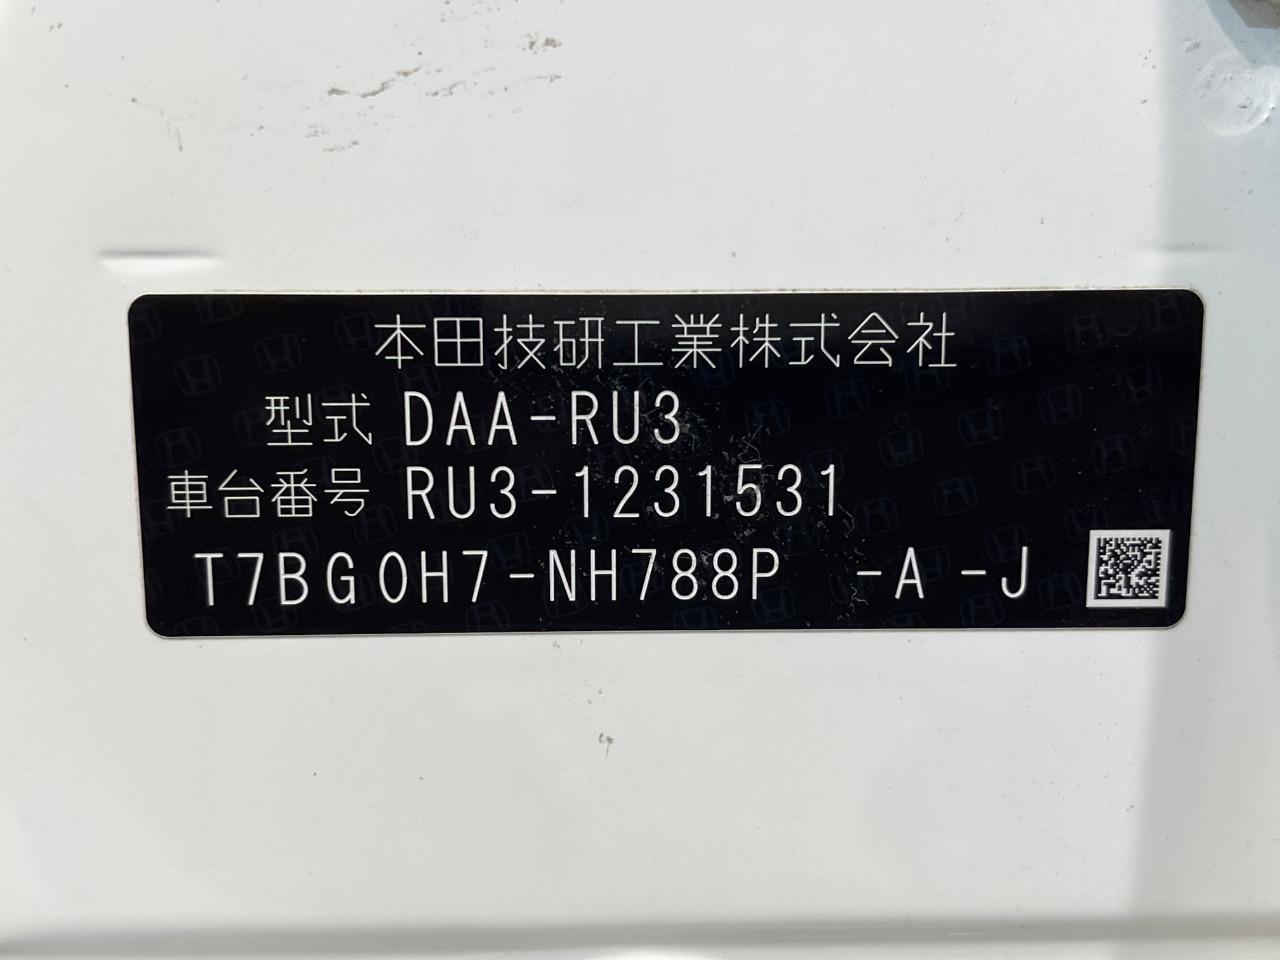 本田技研工業株式会社
型式 DAA-RU3
車台番号 RU3-1231531
T7BG0H7-NH788P -A -J